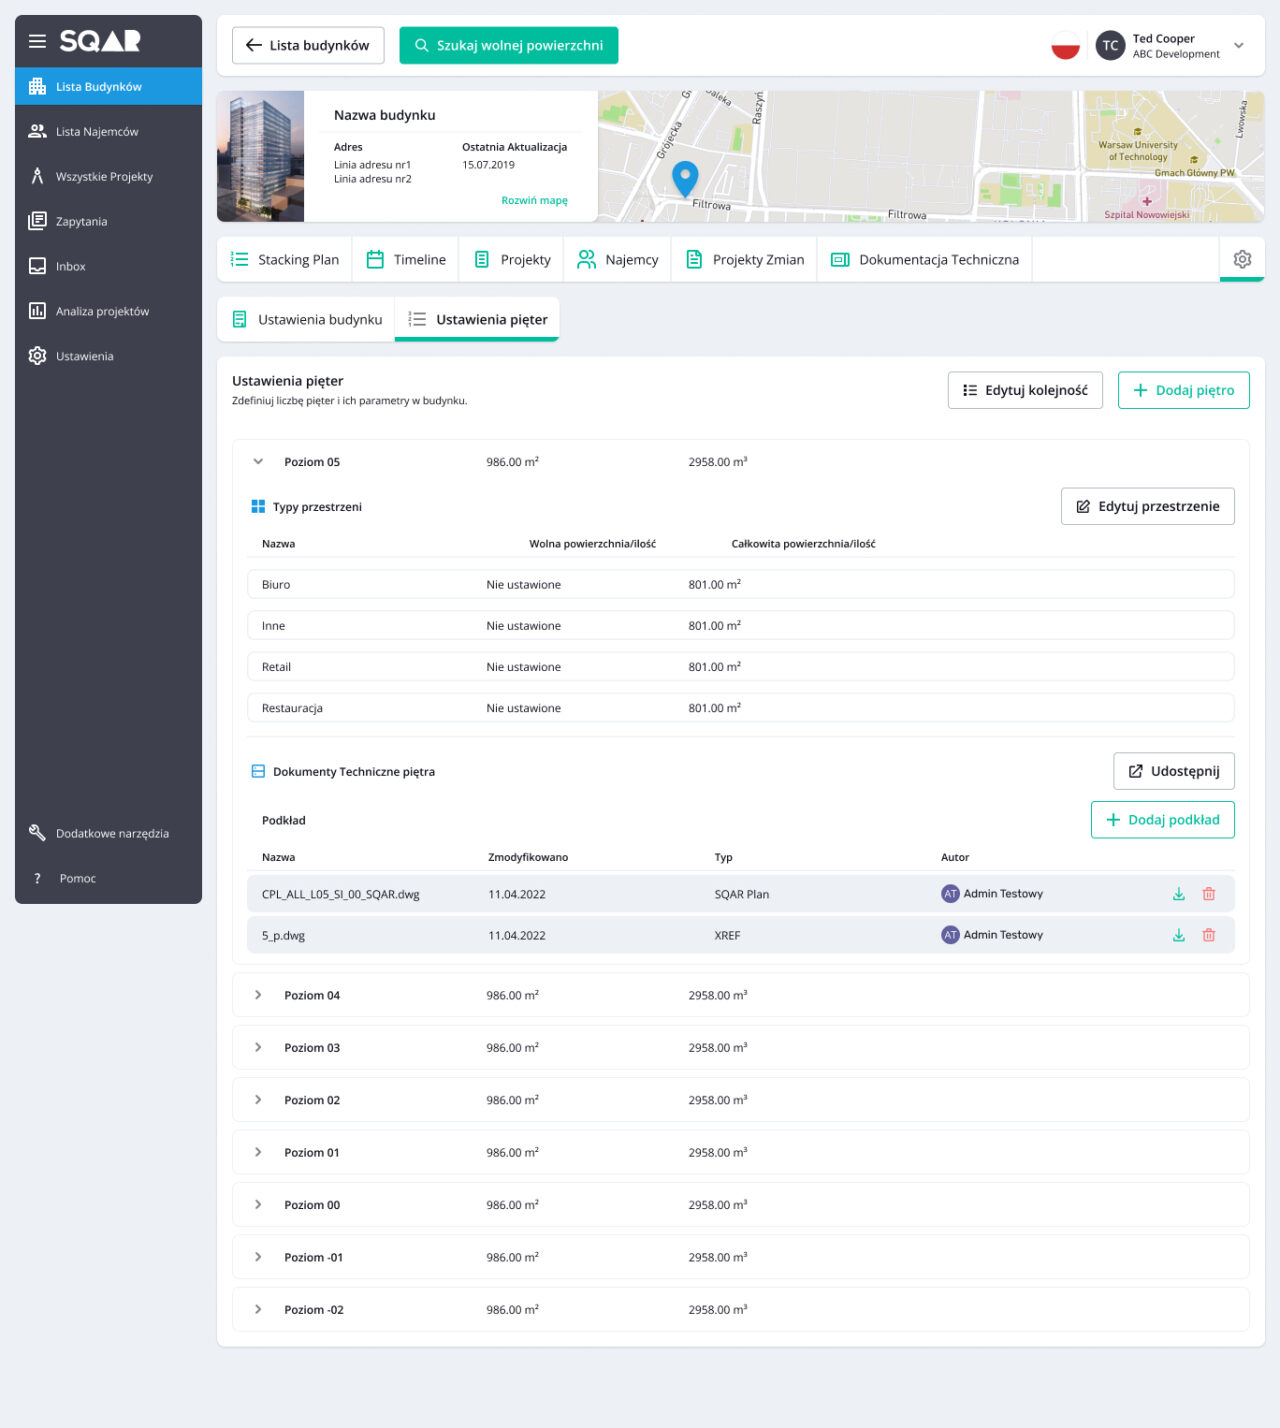 SQAR
Lista Budynków
Lista Najemców
Wszystkie Projekty
Zapytania
Inbox
Analiza projektów
Ustawienia
Dodatkowe narzędzia
? Pomoc
Lista budynków
Szukaj wolnej powierzchni
TC
Ted Cooper
ABC Development
Nazwa budynku
Adres
Ostatnia Aktualizacja
Linia adresu nr1
15.07.2019
Linia adresu nr2
Rozwiń mapę
Grójecka
Filtrowa
Filtrowa
Lwowska
Warsaw University
of Technology
Gmach Główny PW
Szpital Nowowiejski
Stacking Plan
Timeline
Projekty
Najemcy
Projekty Zmian
Dokumentacja Techniczna
Ustawienia budynku
Ustawienia pięter
Ustawienia pięter
Zdefiniuj liczbę pięter i ich parametry w budynku.
Edytuj kolejność
Dodaj piętro
Poziom 05 986.00 m² 2958.00 m³
Typy przestrzeni
Edytuj przestrzenie
Nazwa Wolna powierzchnia/ilość Całkowita powierzchnia/ilość
Biuro Nie ustawione 801.00 m²
Inne Nie ustawione 801.00 m²
Retail Nie ustawione 801.00 m²
Restauracja Nie ustawione 801.00 m²
Dokumenty Techniczne piętra
Udostępnij
Podkład
Dodaj podkład
Nazwa Zmodyfikowano Typ Autor
CPL_ALL_L05_SI_00_SQAR.dwg 11.04.2022 SQAR Plan AT Admin Testowy
5_p.dwg 11.04.2022 XREF AT Admin Testowy
Poziom 04 986.00 m² 2958.00 m³
Poziom 03 986.00 m² 2958.00 m³
Poziom 02 986.00 m² 2958.00 m³
Poziom 01 986.00 m² 2958.00 m³
Poziom 00 986.00 m² 2958.00 m³
Poziom -01 986.00 m² 2958.00 m³
Poziom -02 986.00 m² 2958.00 m³